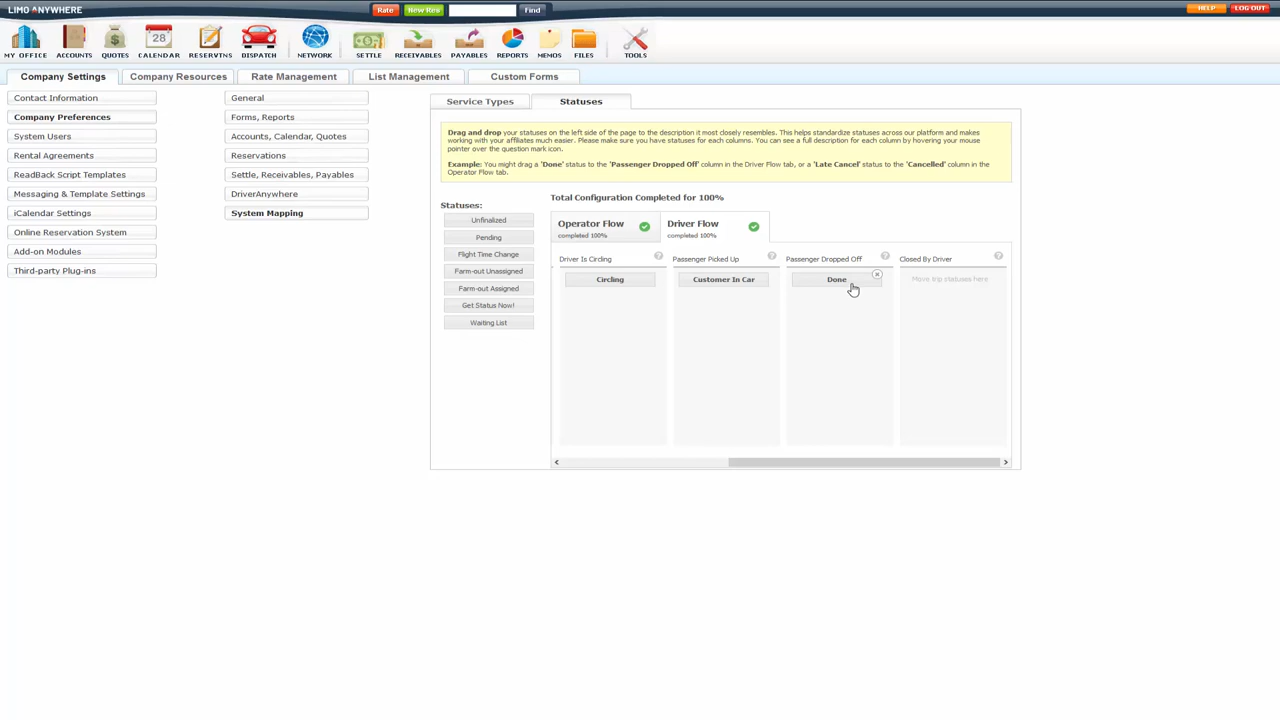 LIMO ANYWHERE
Rate
New Res
Find
HELP
LOG OUT
28
MY OFFICE
ACCOUNTS
QUOTES
CALENDAR
RESERVTNS
DISPATCH
NETWORK
SETTLE
RECEIVABLES
PAYABLES
REPORTS
MEMOS
FILES
TOOLS
Company Settings
Company Resources
Rate Management
List Management
Custom Forms
Contact Information
Company Preferences
System Users
Rental Agreements
ReadBack Script Templates
Messaging & Template Settings
iCalendar Settings
Online Reservation System
Add-on Modules
Third-party Plug-ins
General
Forms, Reports
Accounts, Calendar, Quotes
Reservations
Settle, Receivables, Payables
DriverAnywhere
System Mapping
Service Types
Statuses
Drag and drop your statuses on the left side of the page to the description it most closely resembles. This helps standardize statuses across our platform and makes
working with your affiliates much easier. Please make sure you have statuses for each columns. You can see a full description for each column by hovering your mouse
pointer over the question mark icon.
Example: You might drag a 'Done' status to the 'Passenger Dropped Off' column in the Driver Flow tab, or a 'Late Cancel' status to the 'Cancelled' column in the
Operator Flow tab.
Total Configuration Completed for 100%
Statuses:
Unfinalized
Pending
Flight Time Change
Farm-out Unassigned
Farm-out Assigned
Get Status Now!
Waiting List
Operator Flow
completed 100%
Driver Flow
completed 100%
Driver Is Circling
?
Passenger Picked Up
?
Passenger Dropped Off
?
Closed By Driver
?
Circling
Customer In Car
Done
Move trip statuses here